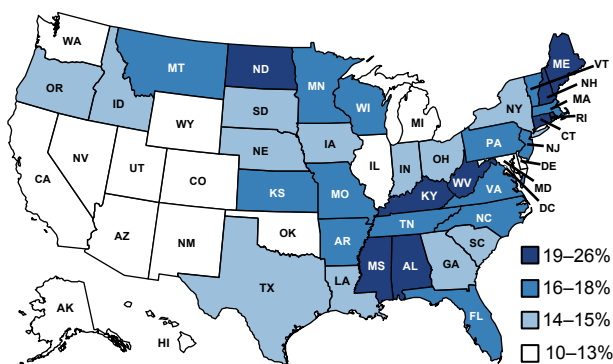 WA
MT
ND
MN
ME
VT
NH
MA
RI
CT
NJ
DE
MD
DC
OR
ID
SD
WI
NY
WY
MI
PA
NE
IA
IL
IN
OH
NV
UT
CO
KS
MO
KY
WV
VA
CA
AZ
NM
OK
AR
TN
NC
SC
MS
AL
GA
TX
LA
FL
AK
HI
19–26%
16–18%
14–15%
10–13%